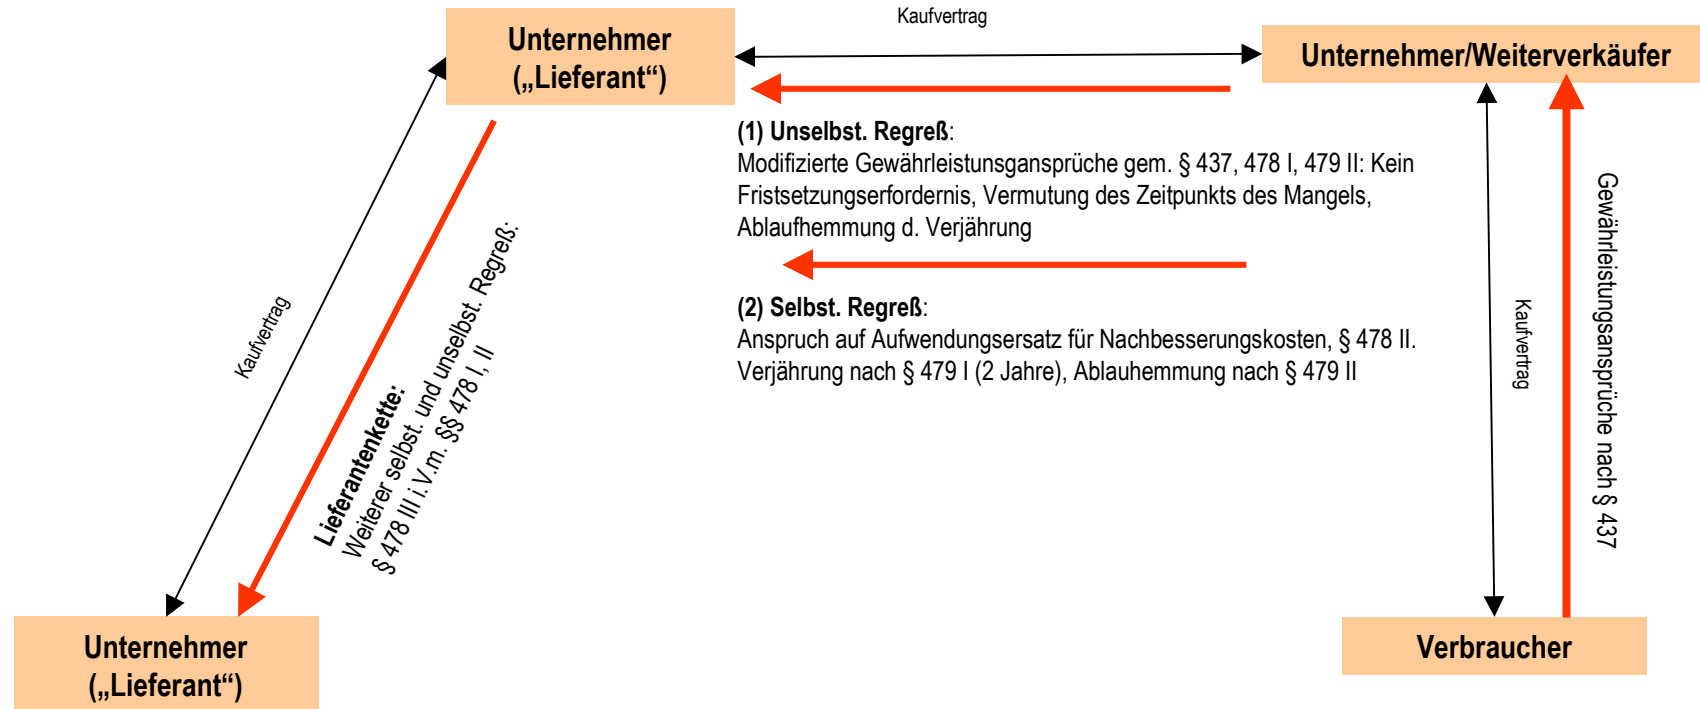 Kaufvertrag
Unternehmer
(„Lieferant“)
Unternehmer/Weiterverkäufer
(1) Unselbst. Regreß:
Modifizierte Gewährleistungsgansprüche gem. § 437, 478 I, 479 II: Kein
Fristsetzungserfordernis, Vermutung des Zeitpunkts des Mangels,
Ablaufhemmung d. Verjährung
(2) Selbst. Regreß:
Anspruch auf Aufwendungsersatz für Nachbesserungskosten, § 478 II.
Verjährung nach § 479 I (2 Jahre), Ablauhemmung nach § 479 II
Kaufvertrag
Lieferantenkette:
Weiterer selbst. und unselbst. Regreß:
§ 478 III i.V.m. §§ 478 I, II
Kaufvertrag
Gewährleistungsansprüche nach § 437
Unternehmer
(„Lieferant“)
Verbraucher